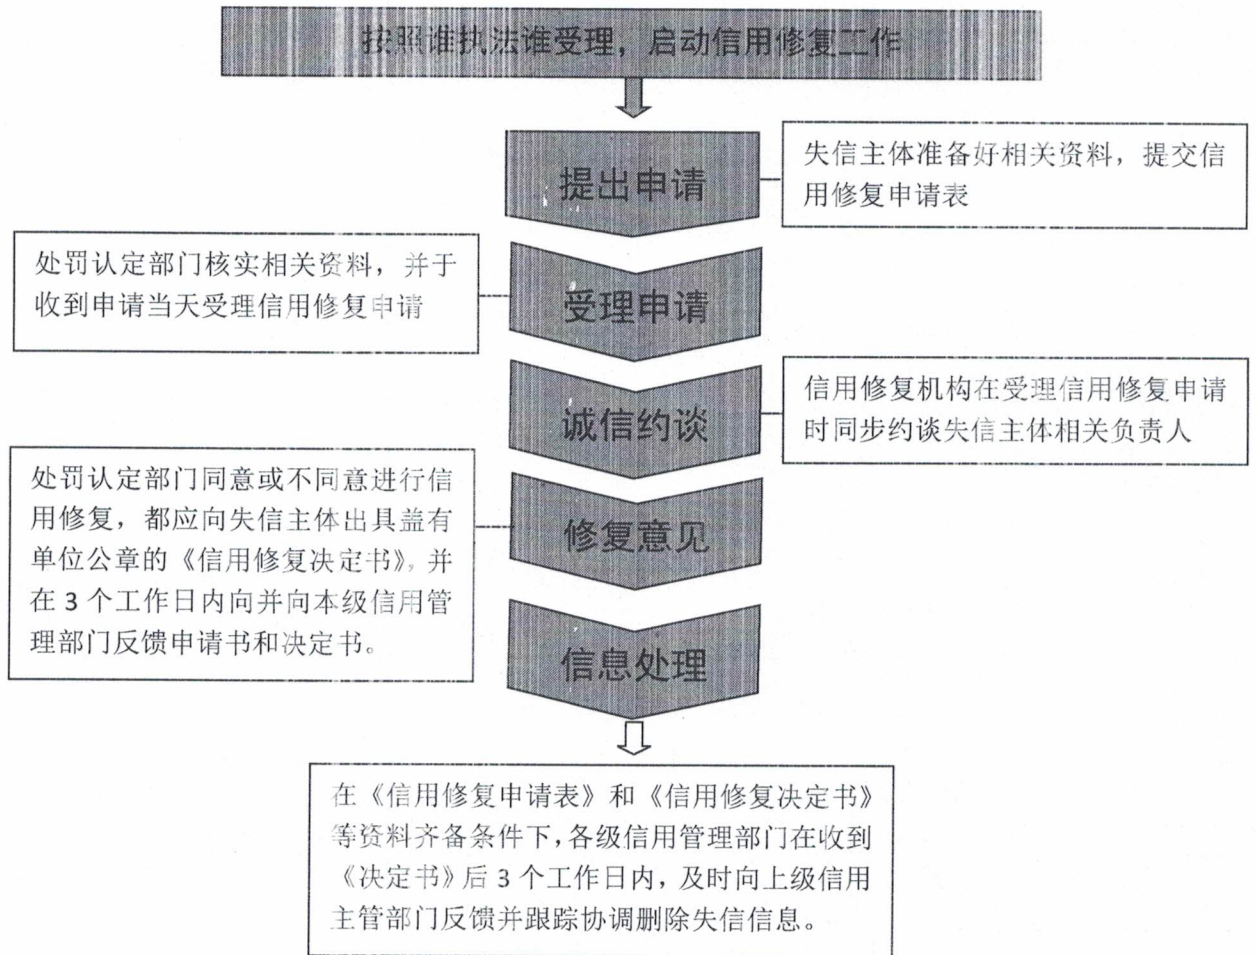 按照谁执法谁受理，启动信用修复工作
提出申请
失信主体准备好相关资料，提交信
用修复申请表
处罚认定部门核实相关资料，并于
收到申请当天受理信用修复申请
受理申请
诚信约谈
信用修复机构在受理信用修复申请
时同步约谈失信主体相关负责人
处罚认定部门同意或不同意进行信
用修复，都应向失信主体出具盖有
单位公章的《信用修复决定书》，并
在3个工作日内向并向本级信用管
理部门反馈申请书和决定书。
修复意见
信息处理
在《信用修复申请表》和《信用修复决定书》
等资料齐备条件下，各级信用管理部门在收到
《决定书》后3个工作日内，及时向上级信用
主管部门反馈并跟踪协调删除失信信息。